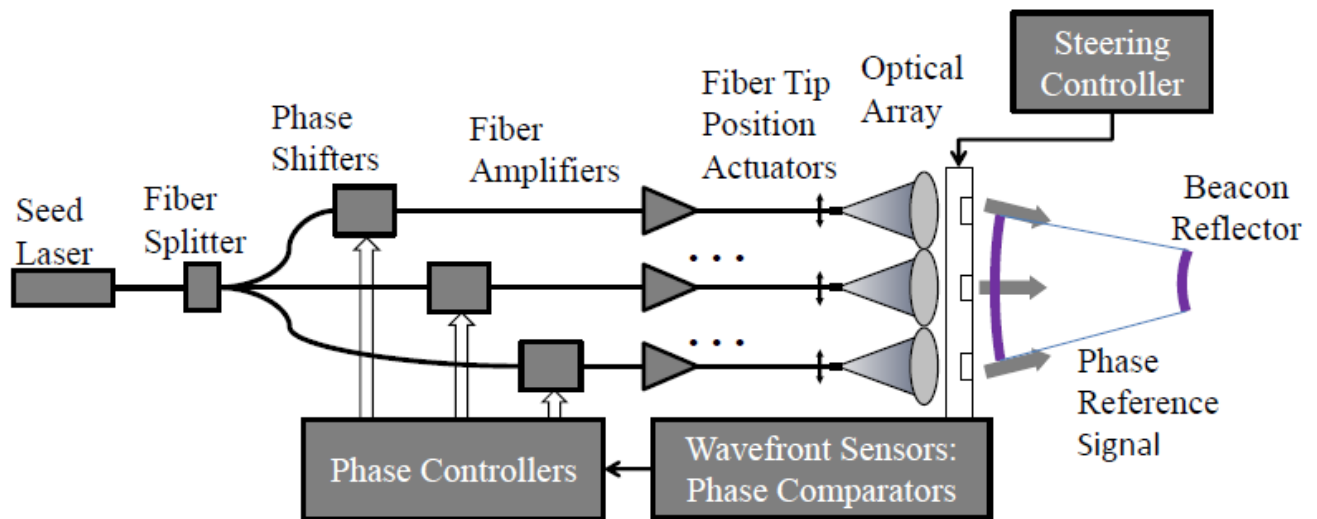 Seed
Laser
Fiber
Splitter
Phase
Shifters
Fiber
Amplifiers
Fiber Tip
Position
Actuators
Optical
Array
Steering
Controller
Beacon
Reflector
Phase
Reference
Signal
. . .
. . .
Phase Controllers
Wavefront Sensors:
Phase Comparators